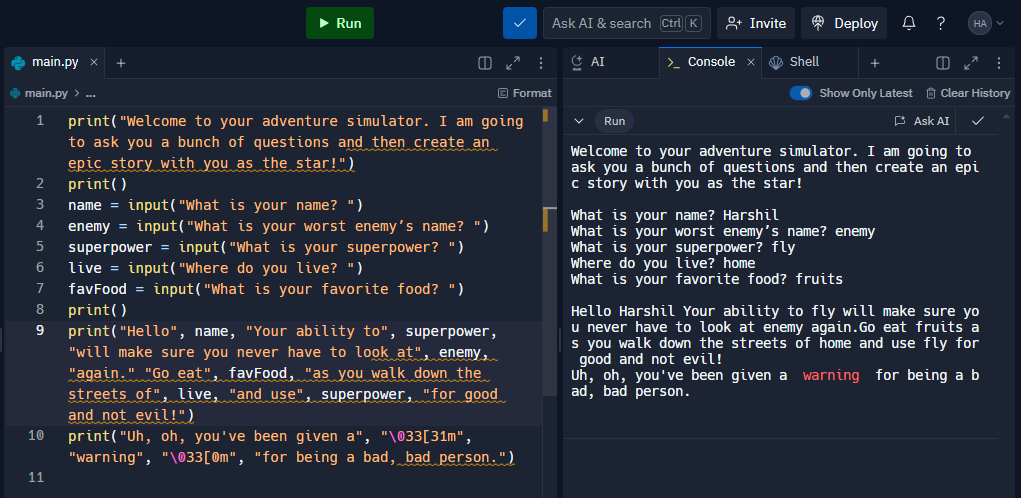 Run
Ask AI & search Ctrl K
Invite
Deploy
?
HA
main.py × +
main.py > ...
Format
1 print("Welcome to your adventure simulator. I am going
to ask you a bunch of questions and then create an
epic story with you as the star!")
2 print()
3 name = input("What is your name? ")
4 enemy = input("What is your worst enemy’s name? ")
5 superpower = input("What is your superpower? ")
6 live = input("Where do you live? ")
7 favFood = input("What is your favorite food? ")
8 print()
9 print("Hello", name, "Your ability to", superpower,
"will make sure you never have to look at", enemy,
"again." "Go eat", favFood, "as you walk down the
streets of", live, "and use", superpower, "for good
and not evil!")
10 print("Uh, oh, you've been given a", "\033[31m",
"warning", "\033[0m", "for being a bad, bad person.")
11
AI
>_ Console ×
Shell
+
Show Only Latest
Clear History
Run
Ask AI
Welcome to your adventure simulator. I am going to
ask you a bunch of questions and then create an epi
c story with you as the star!
What is your name? Harshil
What is your worst enemy’s name? enemy
What is your superpower? fly
Where do you live? home
What is your favorite food? fruits
Hello Harshil Your ability to fly will make sure yo
u never have to look at enemy again.Go eat fruits a
s you walk down the streets of home and use fly for
good and not evil!
Uh, oh, you've been given a  warning  for being a b
ad, bad person.